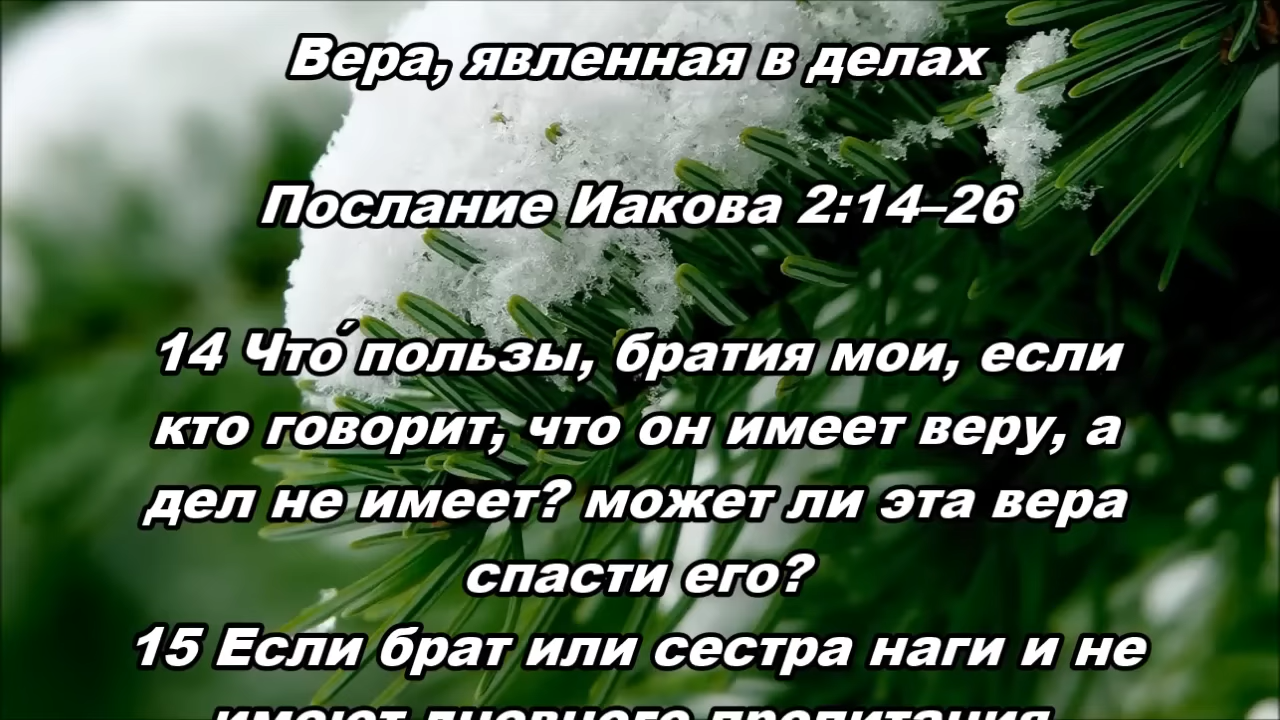 Вера, явленная в делах
Послание Иакова 2:14–26
14 Что́ пользы, братия мои, если
кто говорит, что он имеет веру, а
дел не имеет? может ли эта вера
спасти его?
15 Если брат или сестра наги и не
имеют дневного пропитания